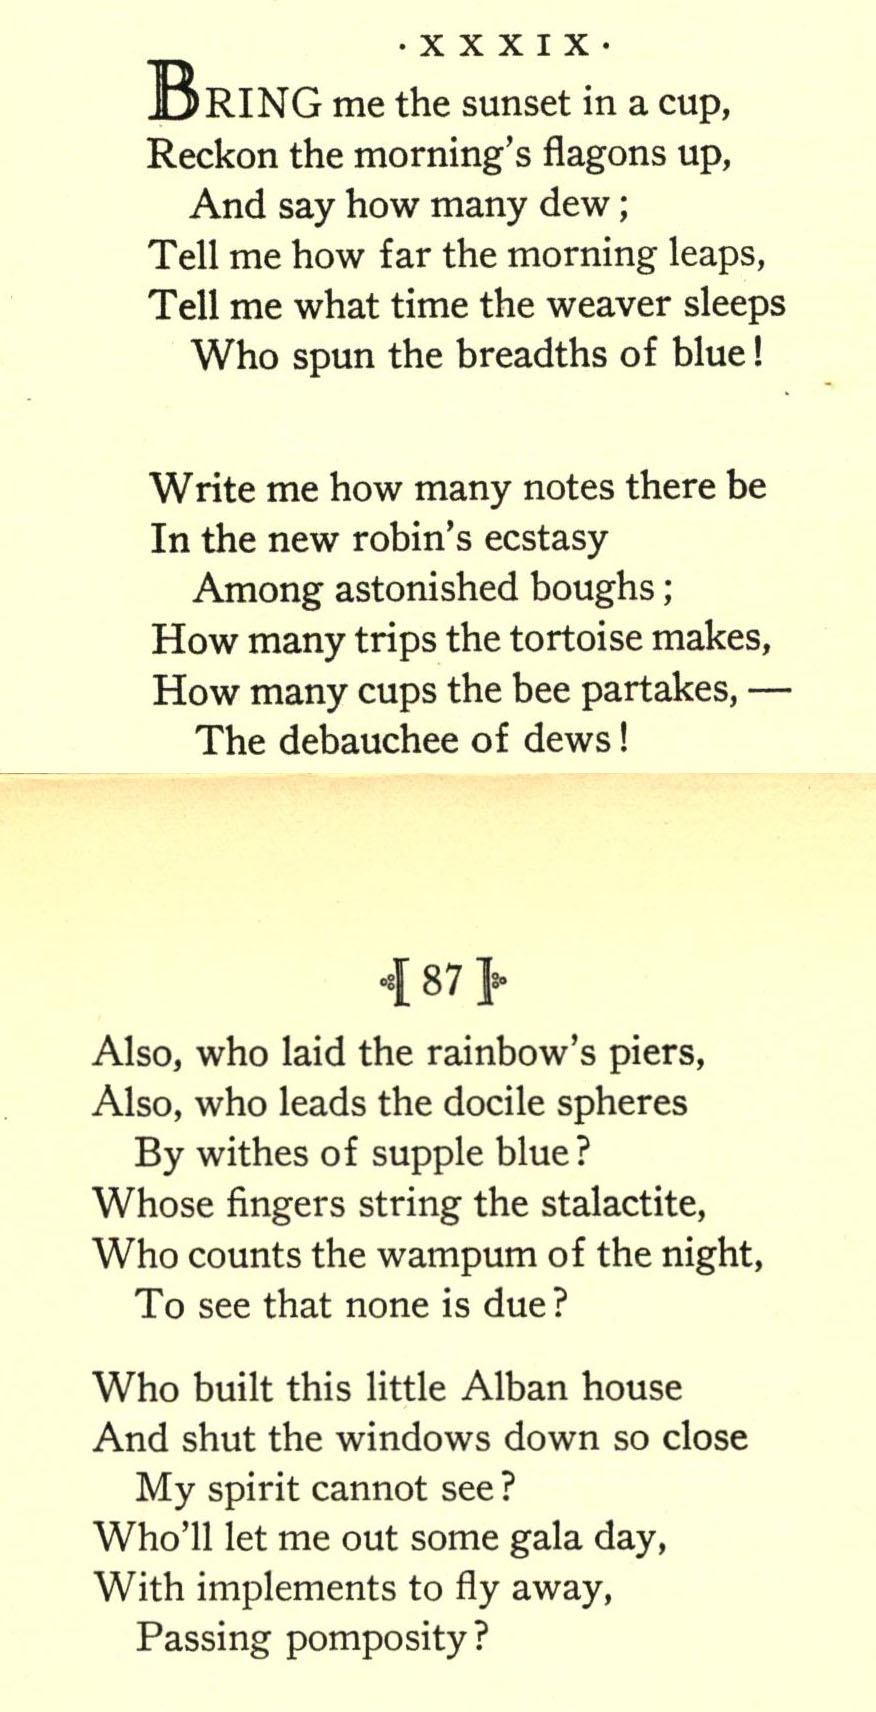 ·XXXIX·
BRING me the sunset in a cup,
Reckon the morning's flagons up,
And say how many dew;
Tell me how far the morning leaps,
Tell me what time the weaver sleeps
Who spun the breadths of blue!
Write me how many notes there be
In the new robin's ecstasy
Among astonished boughs;
How many trips the tortoise makes,
How many cups the bee partakes, —
The debauchee of dews!
[ 87 ]
Also, who laid the rainbow's piers,
Also, who leads the docile spheres
By withes of supple blue?
Whose fingers string the stalactite,
Who counts the wampum of the night,
To see that none is due?
Who built this little Alban house
And shut the windows down so close
My spirit cannot see?
Who'll let me out some gala day,
With implements to fly away,
Passing pomposity?